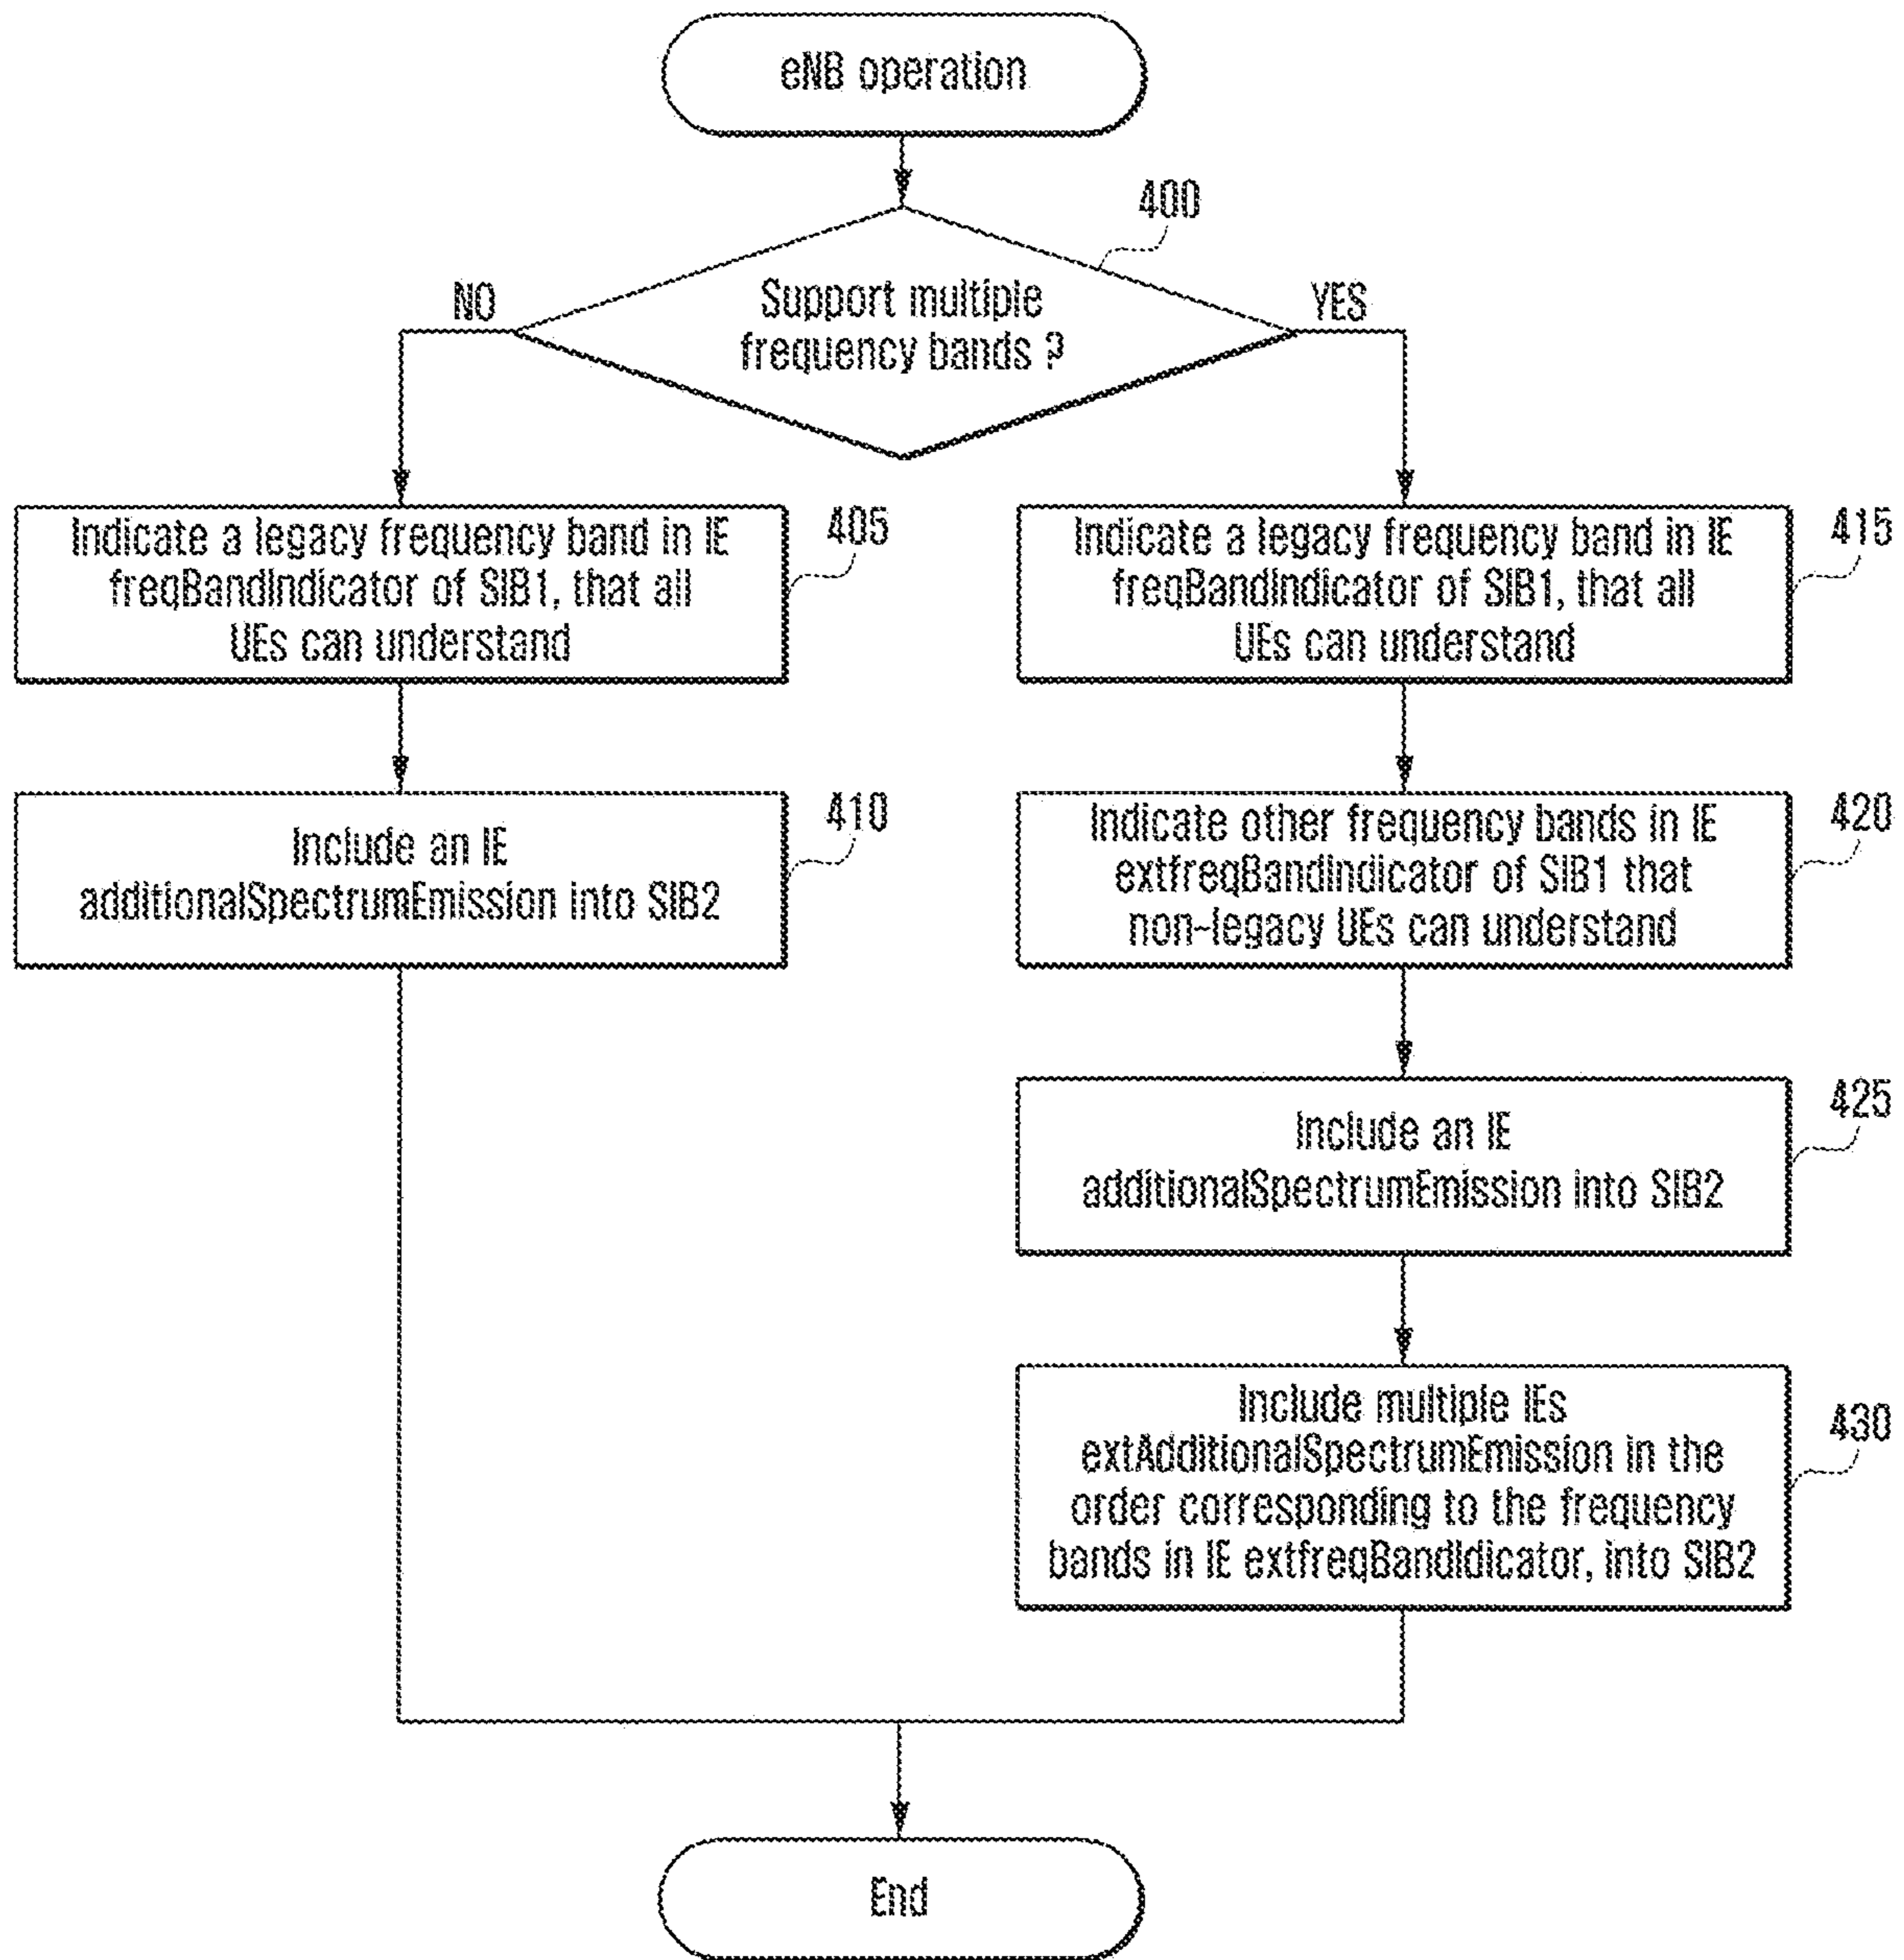 eNB operation
400
Support multiple
frequency bands ?
NO
YES
Indicate a legacy frequency band in IE
freqBandIndicator of SIB1, that all
UEs can understand
405
Include an IE
additionalSpectrumEmission into SIB2
410
Indicate a legacy frequency band in IE
freqBandIndicator of SIB1, that all
UEs can understand
415
Indicate other frequency bands in IE
extfreqBandIndicator of SIB1 that
non-legacy UEs can understand
420
Include an IE
additionalSpectrumEmission into SIB2
425
Include multiple IEs
extAdditionalSpectrumEmission in the
order corresponding to the frequency
bands in IE extfreqBandIdicator, into SIB2
430
End